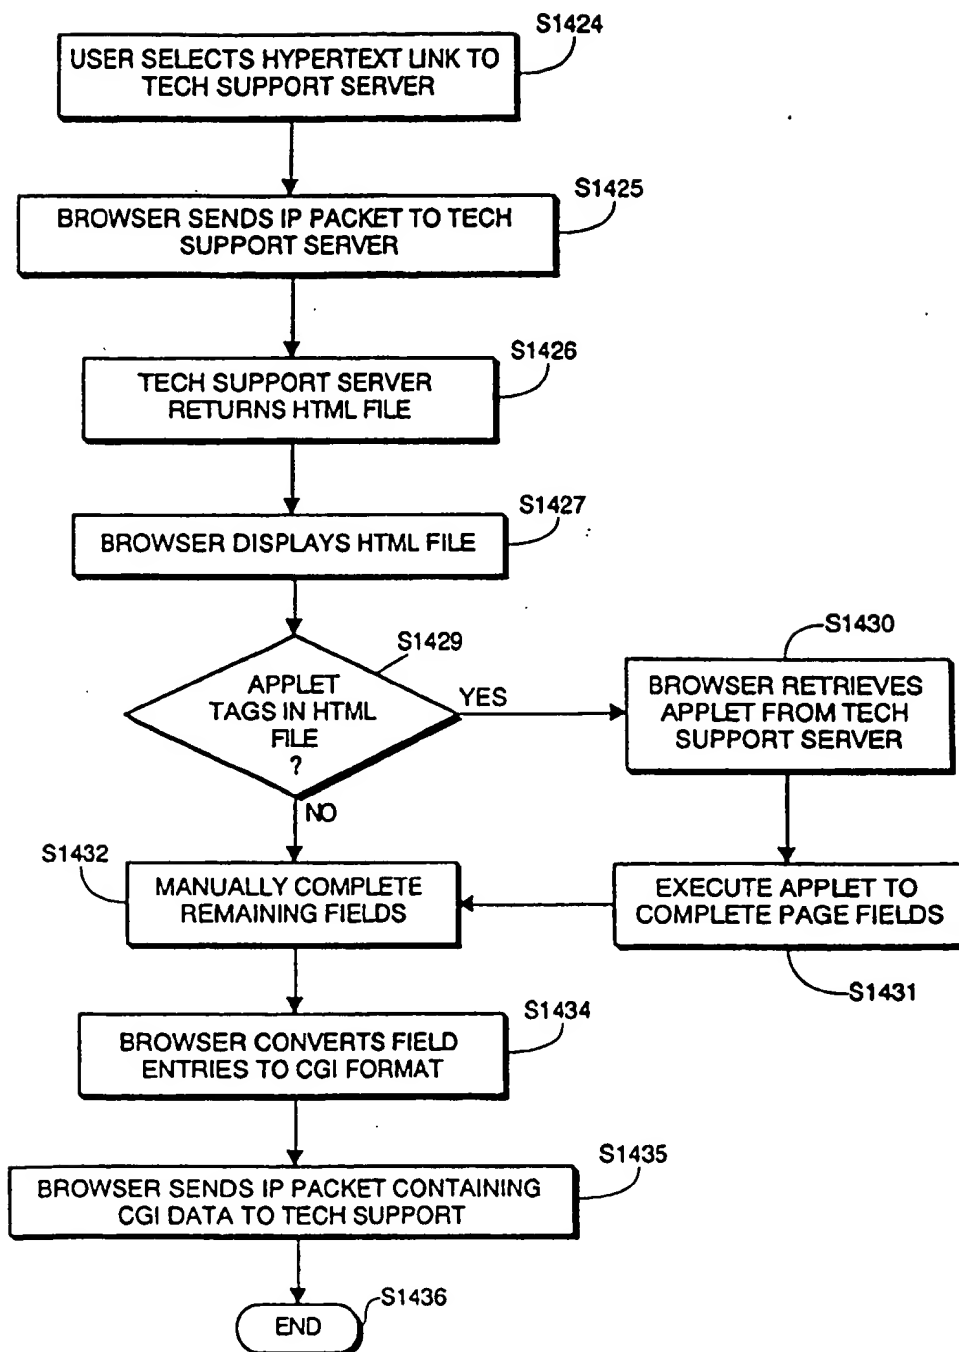 S1424
USER SELECTS HYPERTEXT LINK TO
TECH SUPPORT SERVER
S1425
BROWSER SENDS IP PACKET TO TECH
SUPPORT SERVER
S1426
TECH SUPPORT SERVER
RETURNS HTML FILE
S1427
BROWSER DISPLAYS HTML FILE
S1429
APPLET
TAGS IN HTML
FILE
?
YES
NO
S1430
BROWSER RETRIEVES
APPLET FROM TECH
SUPPORT SERVER
EXECUTE APPLET TO
COMPLETE PAGE FIELDS
S1431
S1432
MANUALLY COMPLETE
REMAINING FIELDS
S1434
BROWSER CONVERTS FIELD
ENTRIES TO CGI FORMAT
S1435
BROWSER SENDS IP PACKET CONTAINING
CGI DATA TO TECH SUPPORT
S1436
END